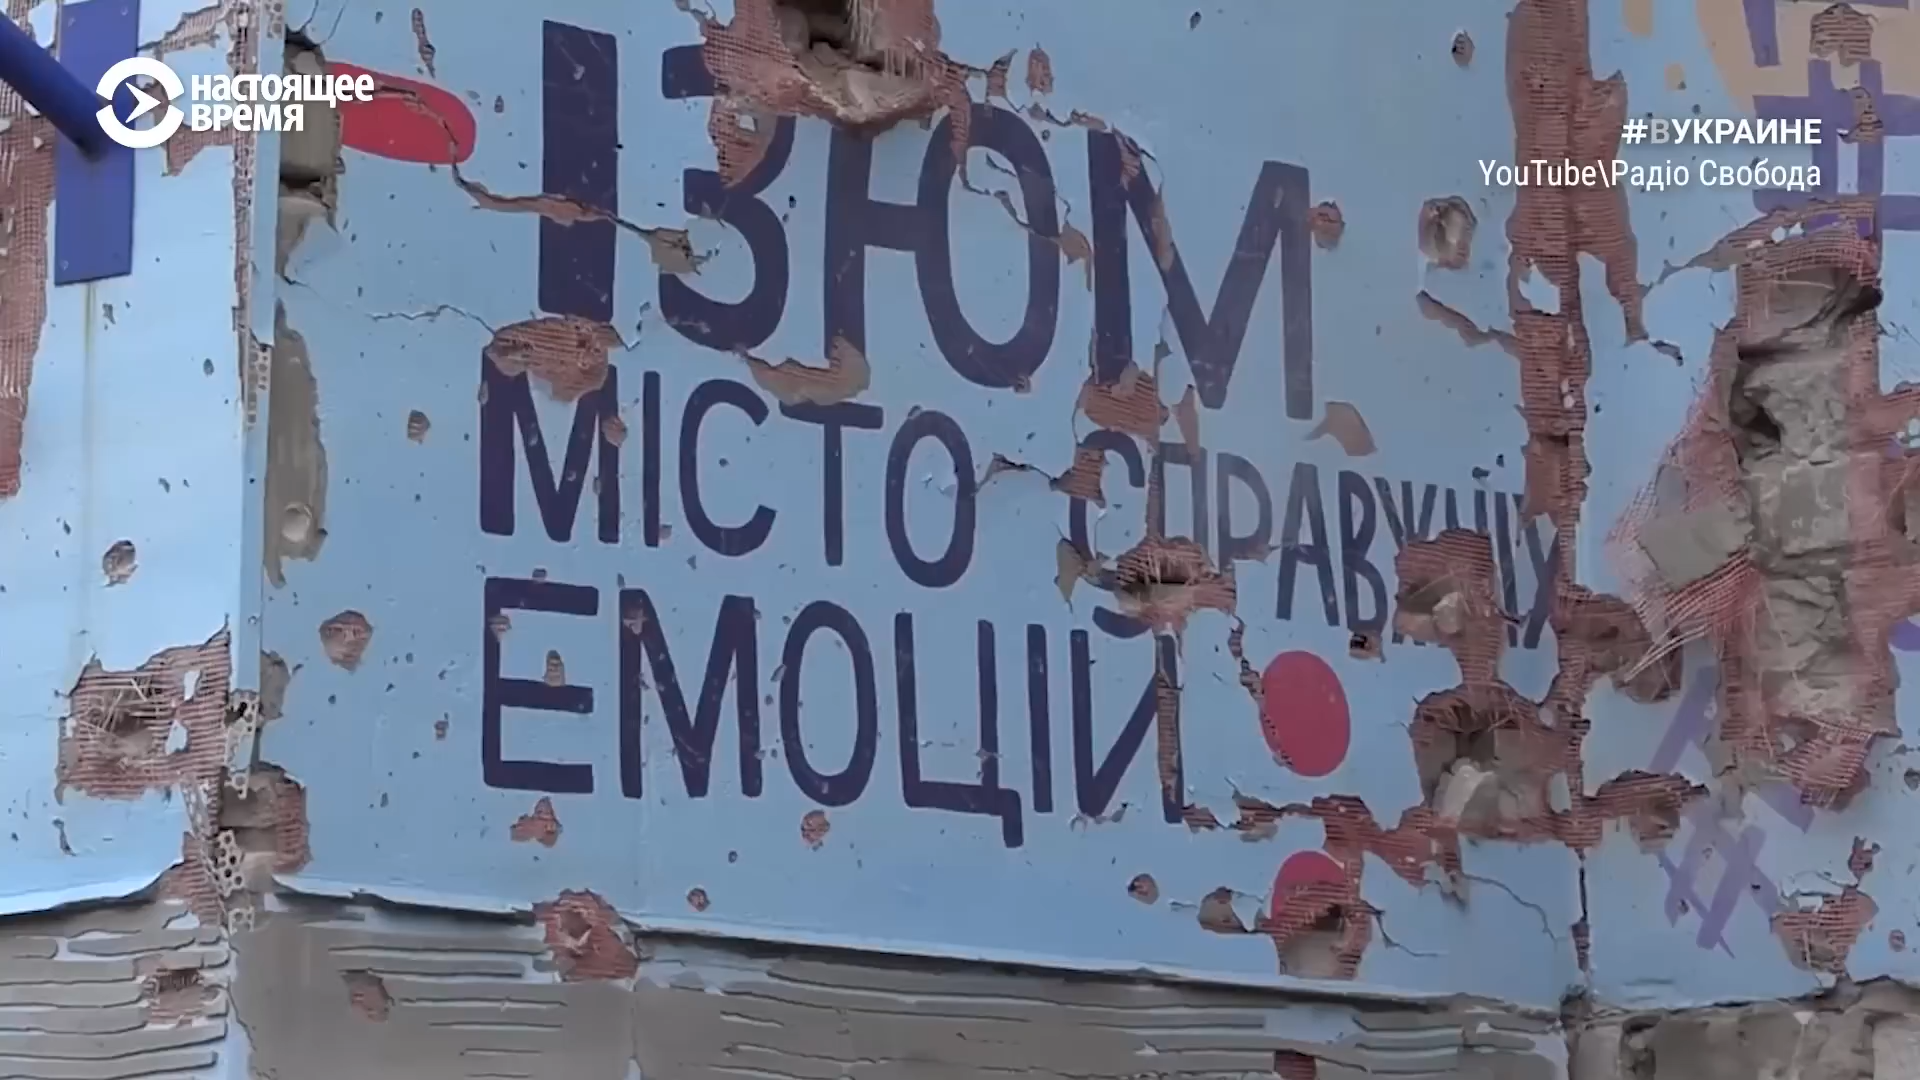 НАСТОЯЩЕЕ
ВРЕМЯ
#ВУКРАИНЕ
YouTube\Радіо Свобода
ІЗЮМ
МІСТО СПРАВЖНІХ
ЕМОЦІЙ